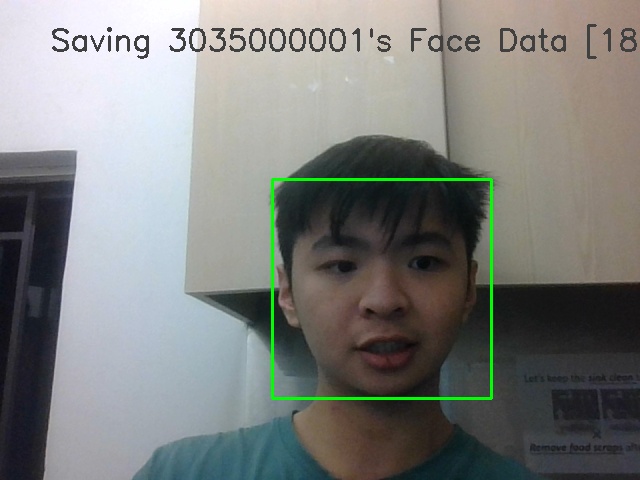 Saving 3035000001's Face Data [18
Let's keep the sink clean
Remove food scraps